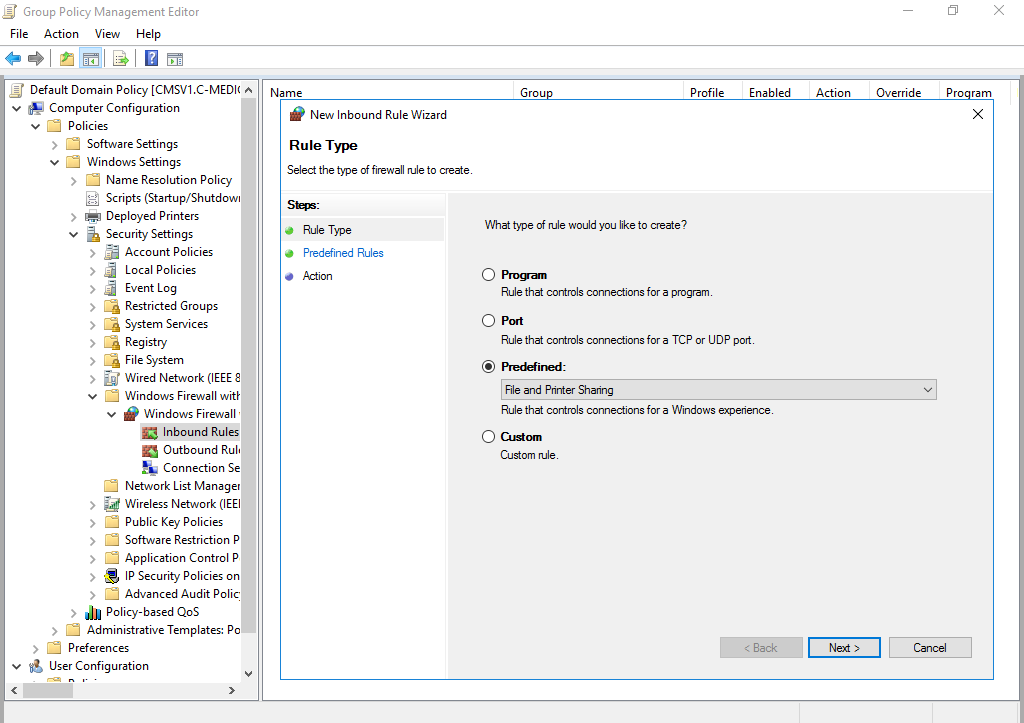 Group Policy Management Editor
File Action View Help
Default Domain Policy [CMSV1.C-MEDI
Computer Configuration
Policies
Software Settings
Windows Settings
Name Resolution Policy
Scripts (Startup/Shutdown
Deployed Printers
Security Settings
Account Policies
Local Policies
Event Log
Restricted Groups
System Services
Registry
File System
Wired Network (IEEE 8
Windows Firewall with
Windows Firewall
Inbound Rules
Outbound Rul
Connection Se
Network List Manager
Wireless Network (IEEE
Public Key Policies
Software Restriction P
Application Control P
IP Security Policies on
Advanced Audit Polic
Policy-based QoS
Administrative Templates: Po
Preferences
User Configuration
Name Group Profile Enabled Action Override Program
New Inbound Rule Wizard
Rule Type
Select the type of firewall rule to create.
Steps:
Rule Type
Predefined Rules
Action
What type of rule would you like to create?
Program
Rule that controls connections for a program.
Port
Rule that controls connections for a TCP or UDP port.
Predefined:
File and Printer Sharing
Rule that controls connections for a Windows experience.
Custom
Custom rule.
< Back Next > Cancel